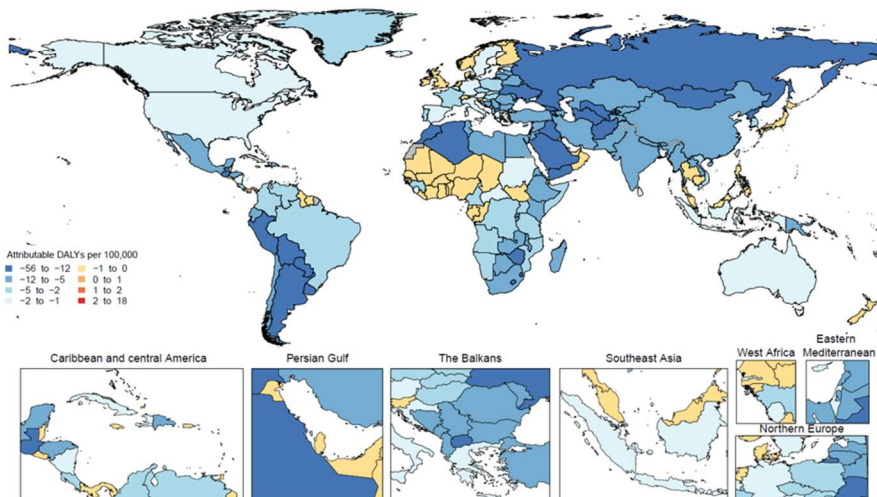 Attributable DALYs per 100,000
−56 to −12
−12 to −5
−5 to −2
−2 to −1
−1 to 0
0 to 1
1 to 2
2 to 18
Caribbean and central America
Persian Gulf
The Balkans
Southeast Asia
West Africa
Eastern
Mediterranean
Northern Europe